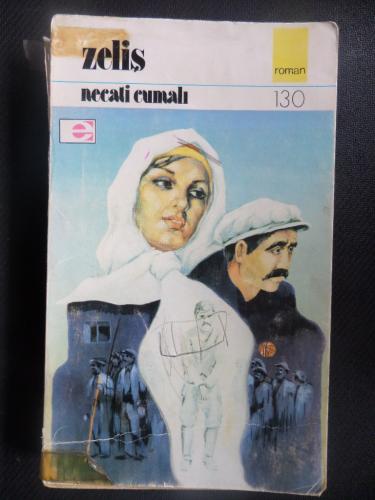 zeliş
roman
necati cumalı
130
e